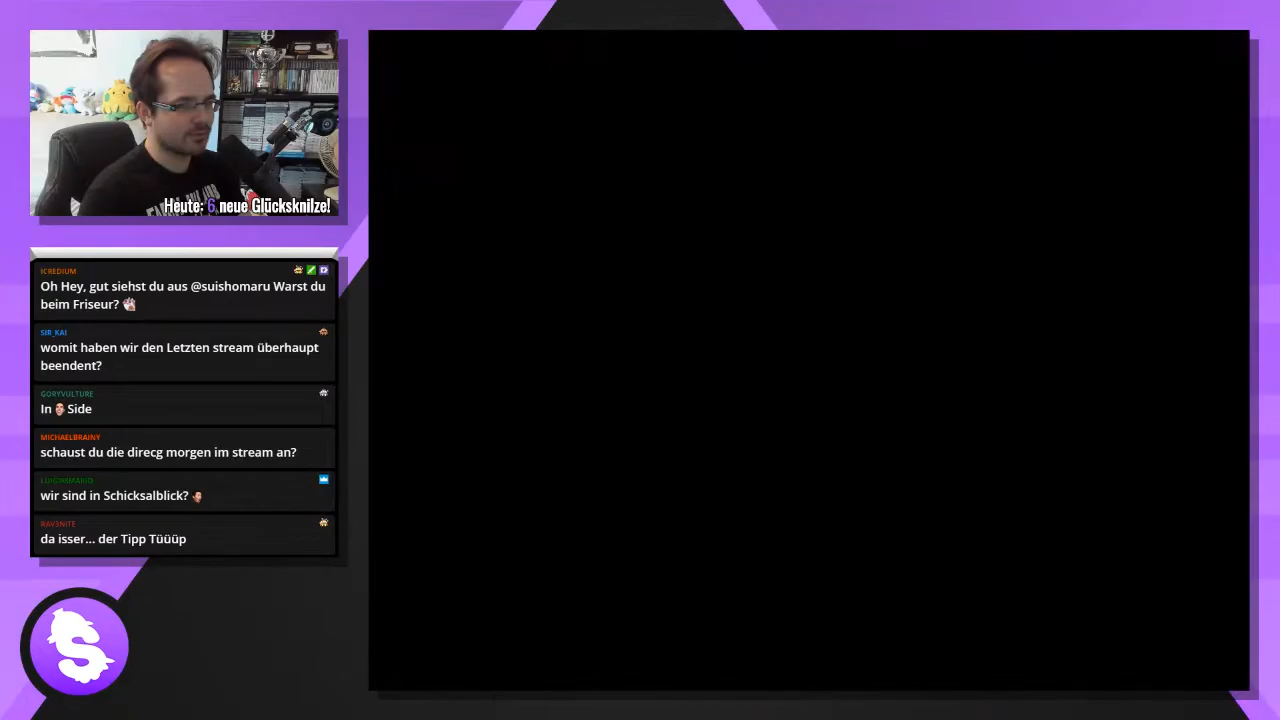 Heute: 6 neue Glücksknilze!
ICREDIUM
Oh Hey, gut siehst du aus @suishomaru Warst du
beim Friseur?
SIR_KAI
womit haben wir den Letzten stream überhaupt
beendet?
GORYVULTURE
In Side
MICHAELBRAINY
schaust du die direcg morgen im stream an?
wir sind in Schicksalblick?
RAV3NITE
da isser... der Tipp Tüüüp
S